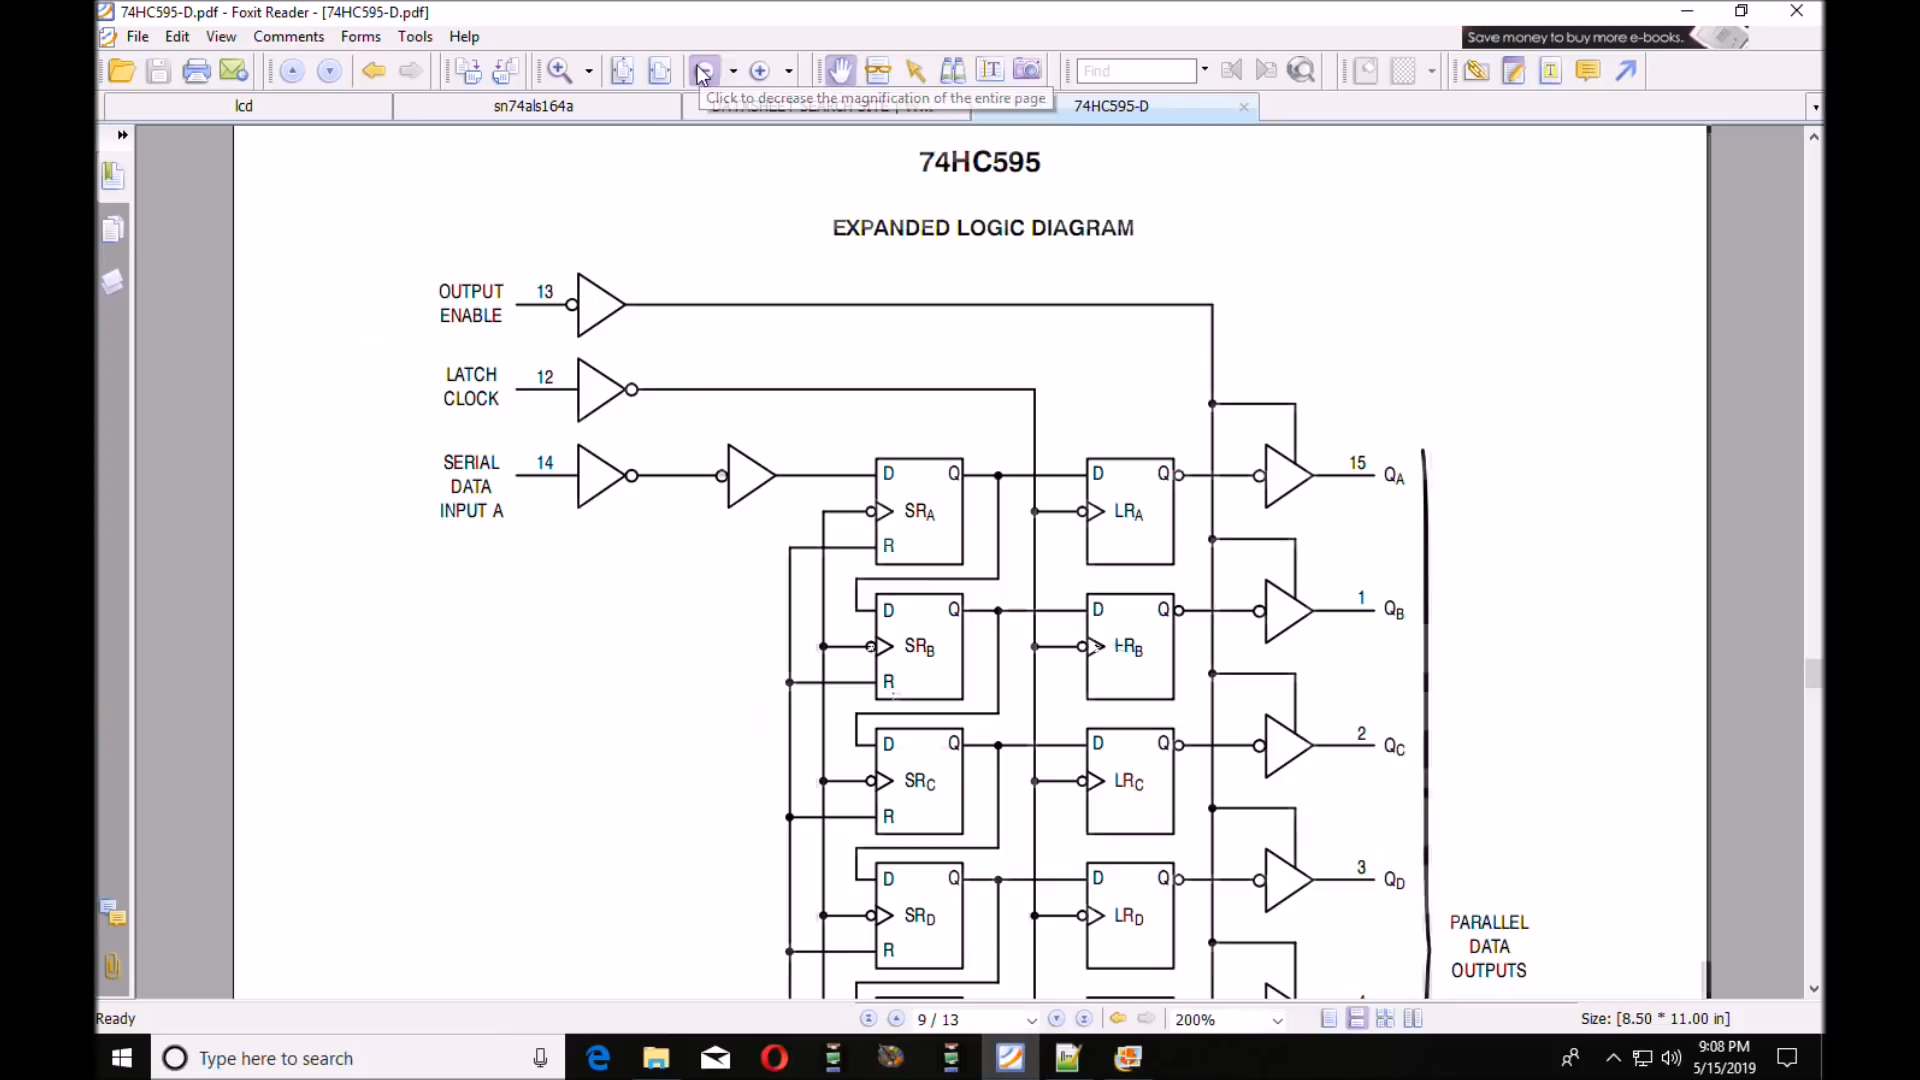 74HC595-D.pdf - Foxit Reader - [74HC595-D.pdf]
File Edit View Comments Forms Tools Help
Save money to buy more e-books.
Find
Click to decrease the magnification of the entire page
lcd sn74als164a 74HC595-D
74HC595
EXPANDED LOGIC DIAGRAM
OUTPUT
ENABLE
13
LATCH
CLOCK
12
SERIAL
DATA
INPUT A
14
D Q
SRA
R
D Q
LRA
15 QA
D Q
SRB
R
D Q
LRB
1 QB
D Q
SRC
R
D Q
LRC
2 QC
D Q
SRD
R
D Q
LRD
3 QD
PARALLEL
DATA
OUTPUTS
Ready
9 / 13
200%
Size: [8.50 * 11.00 in]
Type here to search
9:08 PM
5/15/2019